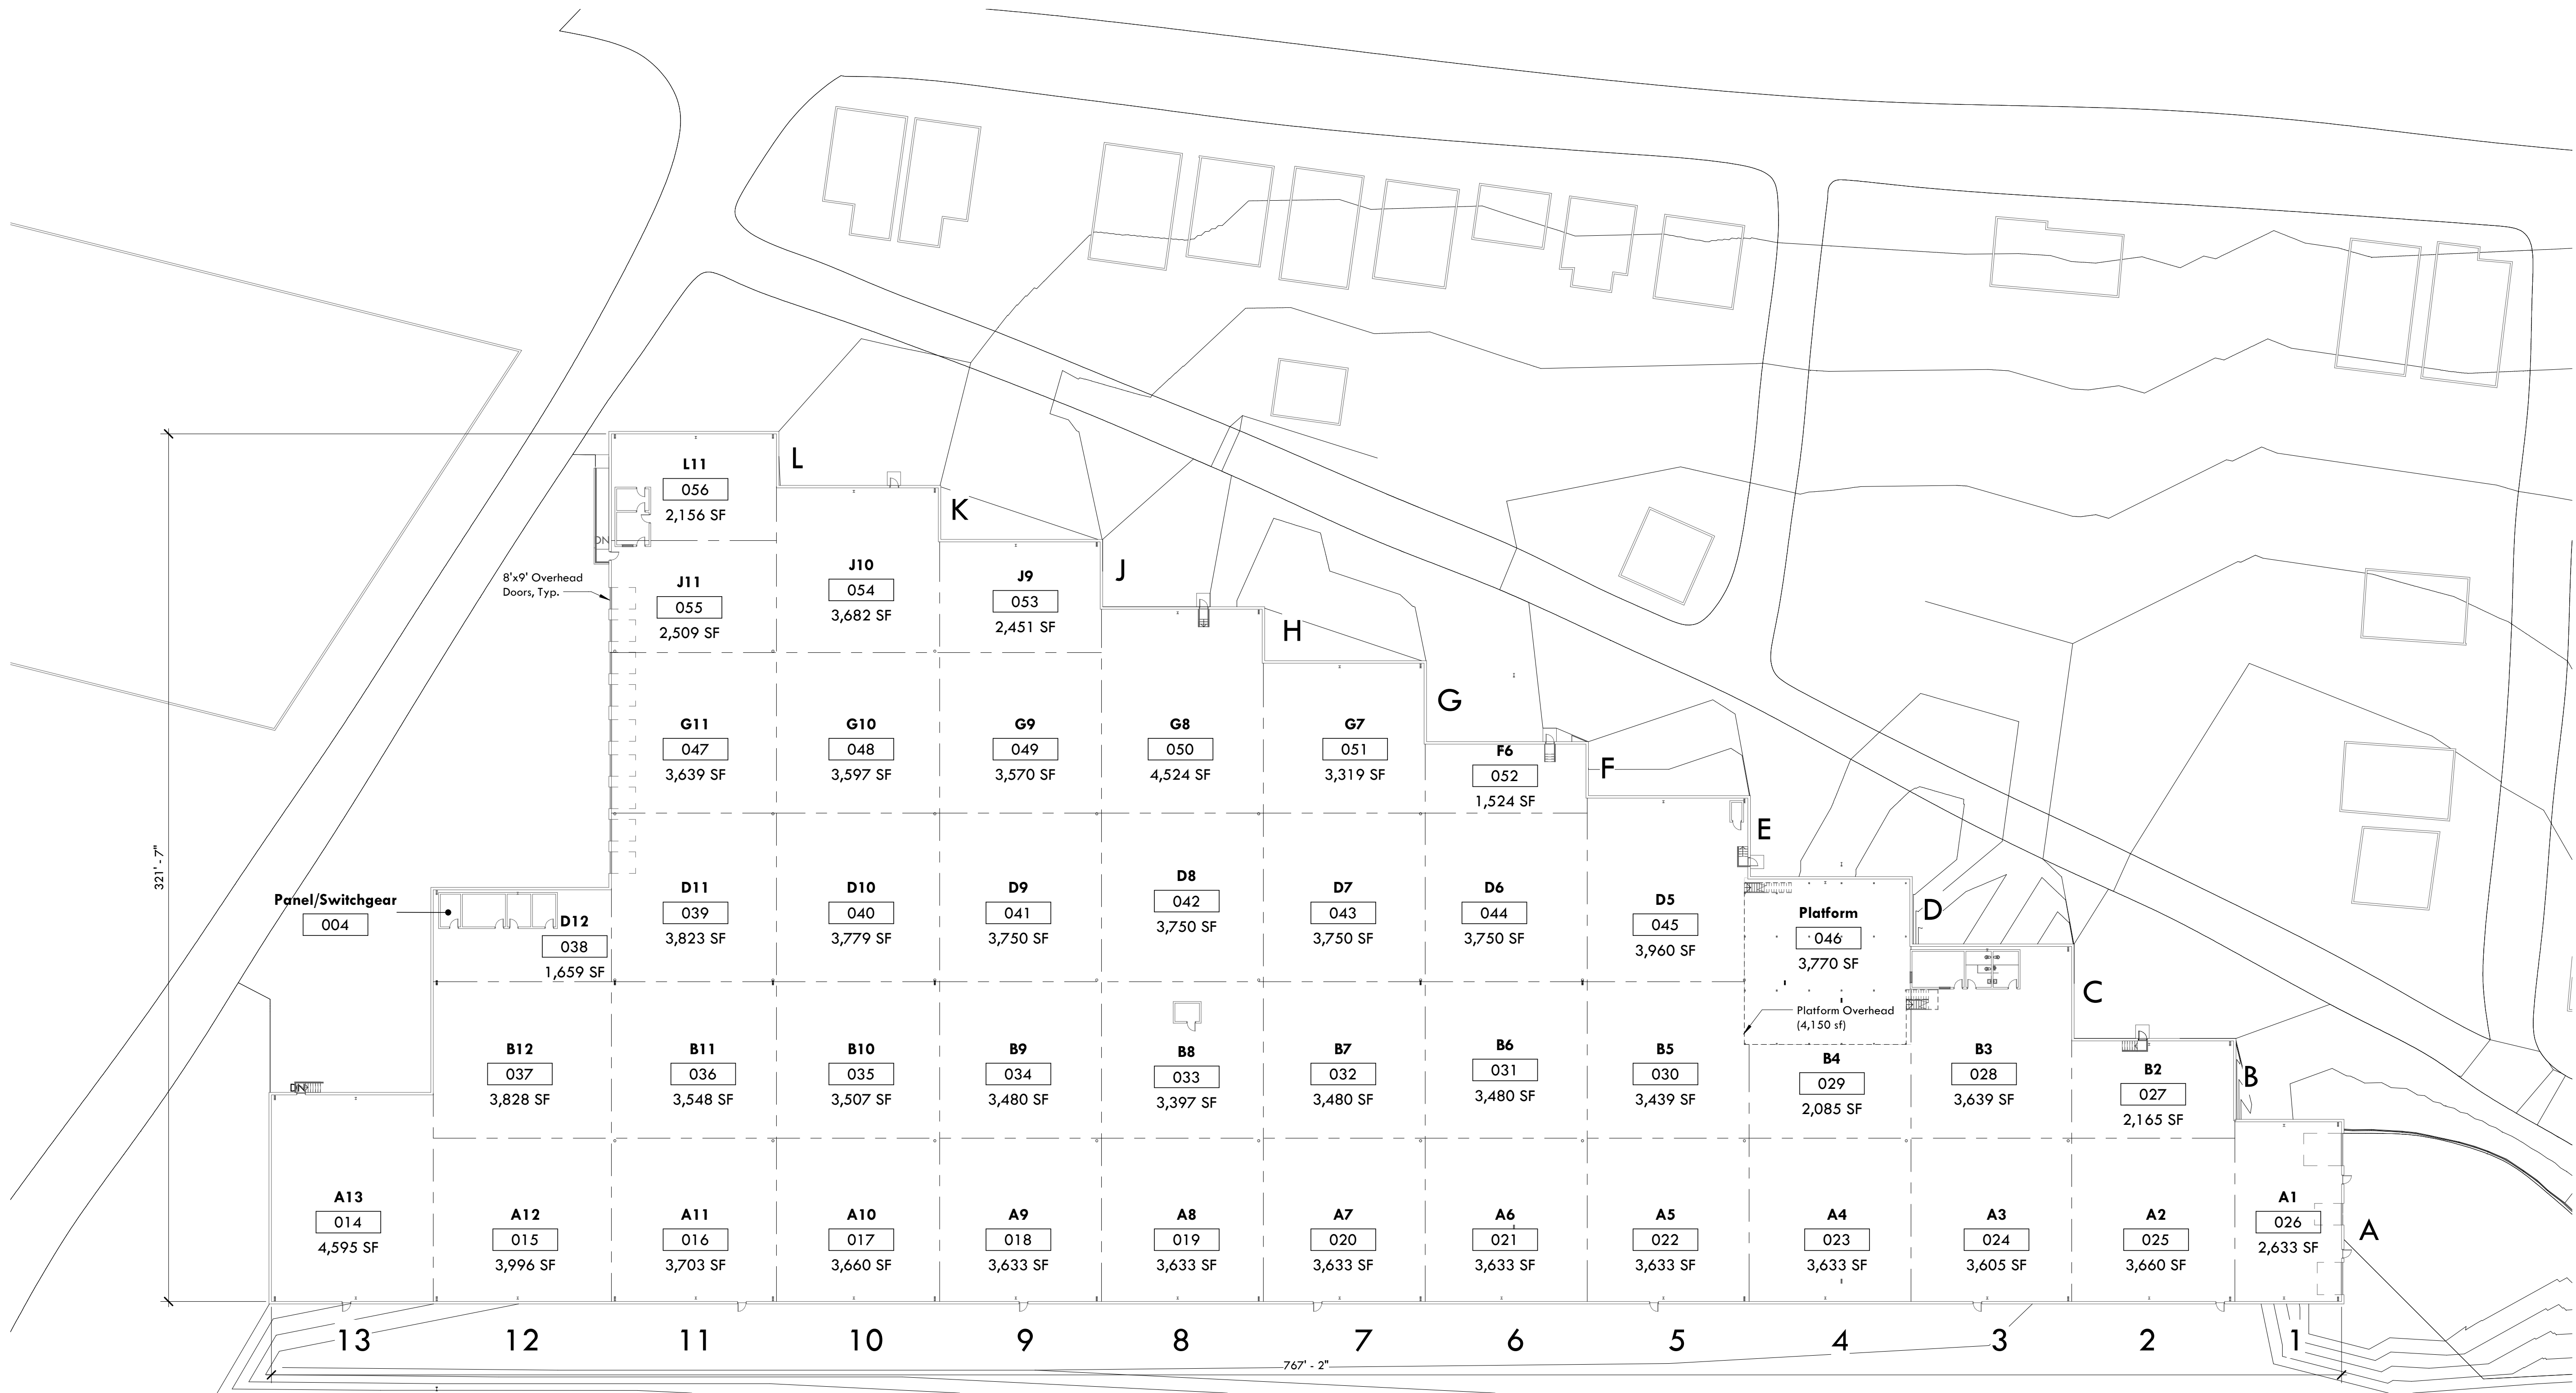 L11
056
2,156 SF
L
K
J
H
G
F
E
D
C
B
A
DN
8'x9' Overhead
Doors, Typ.
J11
055
2,509 SF
J10
054
3,682 SF
J9
053
2,451 SF
G11
047
3,639 SF
G10
048
3,597 SF
G9
049
3,570 SF
G8
050
4,524 SF
G7
051
3,319 SF
F6
052
1,524 SF
321' - 7"
Panel/Switchgear
004
D12
038
1,659 SF
D11
039
3,823 SF
D10
040
3,779 SF
D9
041
3,750 SF
D8
042
3,750 SF
D7
043
3,750 SF
D6
044
3,750 SF
D5
045
3,960 SF
Platform
046
3,770 SF
Platform Overhead
(4,150 sf)
B12
037
3,828 SF
B11
036
3,548 SF
B10
035
3,507 SF
B9
034
3,480 SF
B8
033
3,397 SF
B7
032
3,480 SF
B6
031
3,480 SF
B5
030
3,439 SF
B4
029
2,085 SF
B3
028
3,639 SF
B2
027
2,165 SF
DN
A13
014
4,595 SF
A12
015
3,996 SF
A11
016
3,703 SF
A10
017
3,660 SF
A9
018
3,633 SF
A8
019
3,633 SF
A7
020
3,633 SF
A6
021
3,633 SF
A5
022
3,633 SF
A4
023
3,633 SF
A3
024
3,605 SF
A2
025
3,660 SF
A1
026
2,633 SF
13 12 11 10 9 8 7 6 5 4 3 2 1
767' - 2"